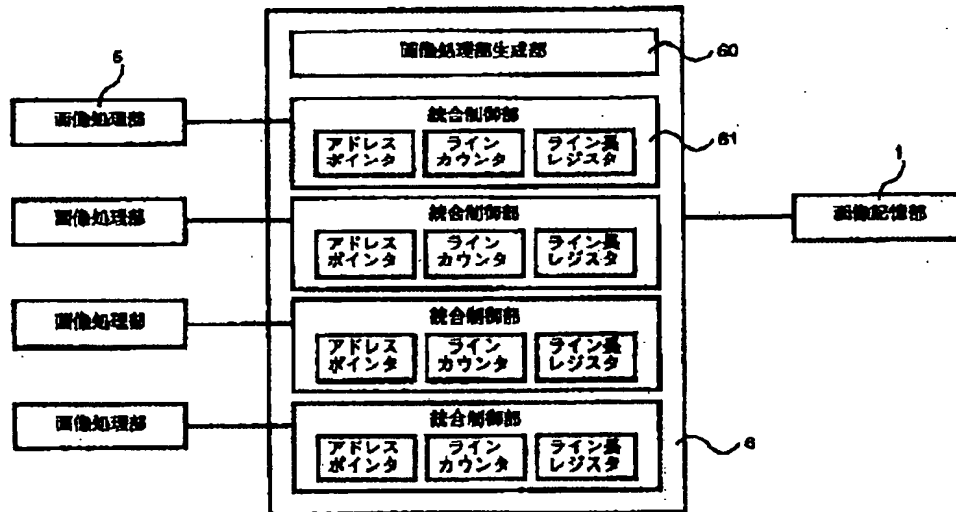 画像処理部生成部
60
5
画像処理部
統合制御部
61
アドレス
ポインタ
ライン
カウンタ
ライン長
レジスタ
1
画像処理部
統合制御部
アドレス
ポインタ
ライン
カウンタ
ライン長
レジスタ
画像記憶部
画像処理部
統合制御部
アドレス
ポインタ
ライン
カウンタ
ライン長
レジスタ
画像処理部
統合制御部
アドレス
ポインタ
ライン
カウンタ
ライン長
レジスタ
6